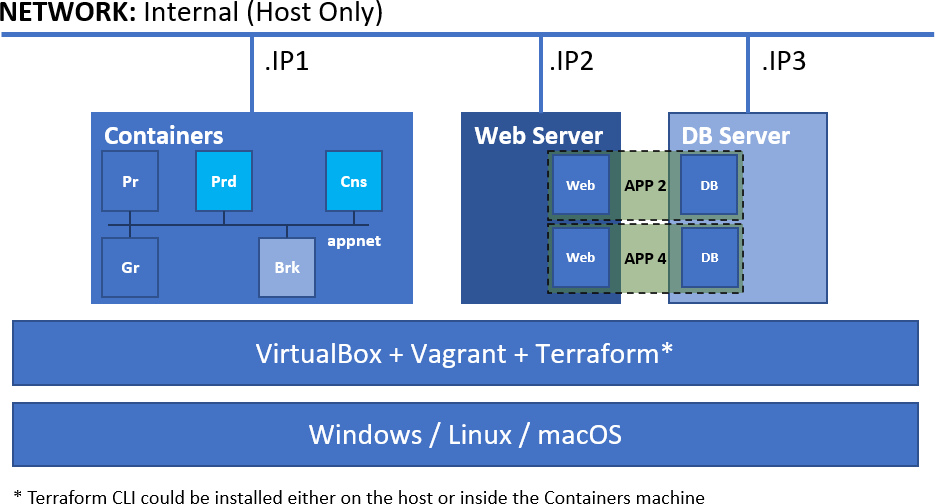 NETWORK: Internal (Host Only)
.IP1
.IP2
.IP3
Containers
Web Server
DB Server
Pr
Prd
Cns
Web
APP 2
DB
appnet
Gr
Brk
Web
APP 4
DB
VirtualBox + Vagrant + Terraform*
Windows / Linux / macOS
* Terraform CLI could be installed either on the host or inside the Containers machine